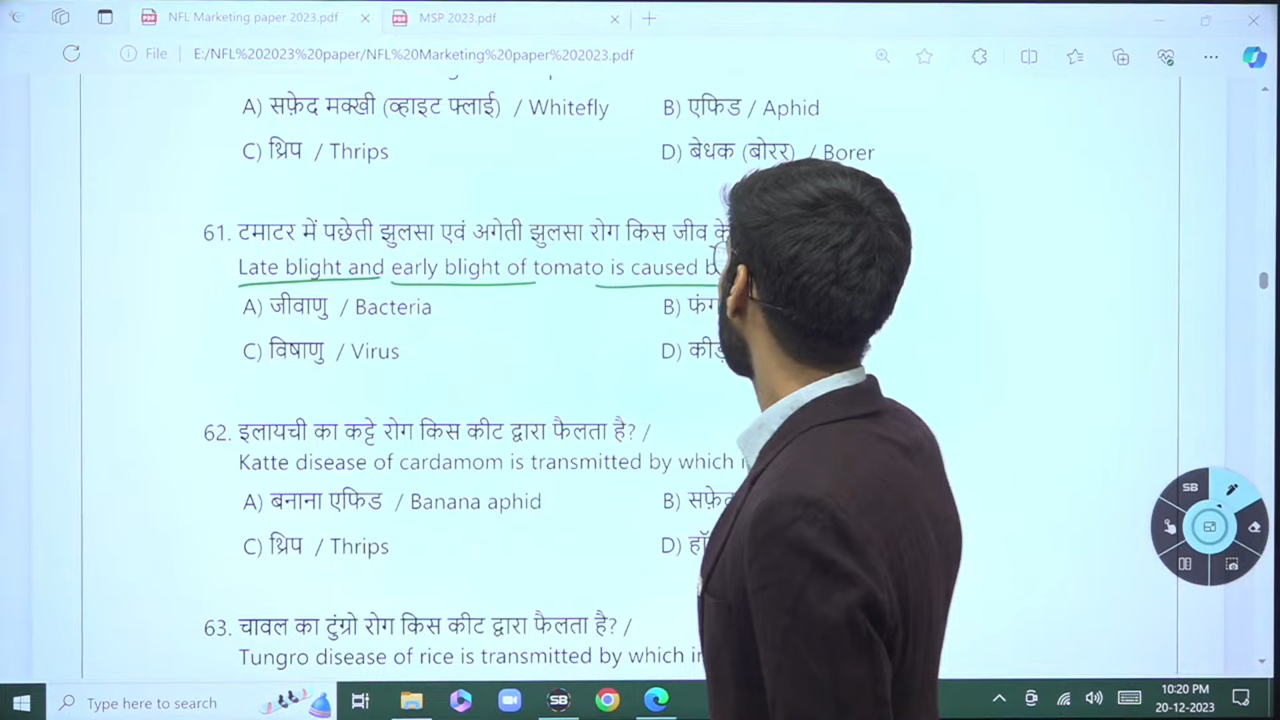 NFL Marketing paper 2023.pdf
MSP 2023.pdf
File E:/NFL%202023%20paper/NFL%20Marketing%20paper%202023.pdf
A) सफ़ेद मक्खी (व्हाइट फ्लाई) / Whitefly B) एफिड / Aphid
C) थ्रिप / Thrips D) बेधक (बोरर) / Borer
61. टमाटर में पछेती झुलसा एवं अगेती झुलसा रोग किस जीव के
Late blight and early blight of tomato is caused b
A) जीवाणु / Bacteria B) फंग
C) विषाणु / Virus D) कीड़
62. इलायची का कट्टे रोग किस कीट द्वारा फैलता है? /
Katte disease of cardamom is transmitted by which i
A) बनाना एफिड / Banana aphid B) सफ़ेद
C) थ्रिप / Thrips D) हॉ
63. चावल का टुंग्रो रोग किस कीट द्वारा फैलता है? /
Tungro disease of rice is transmitted by which in
SB
Type here to search
SB
10:20 PM
20-12-2023